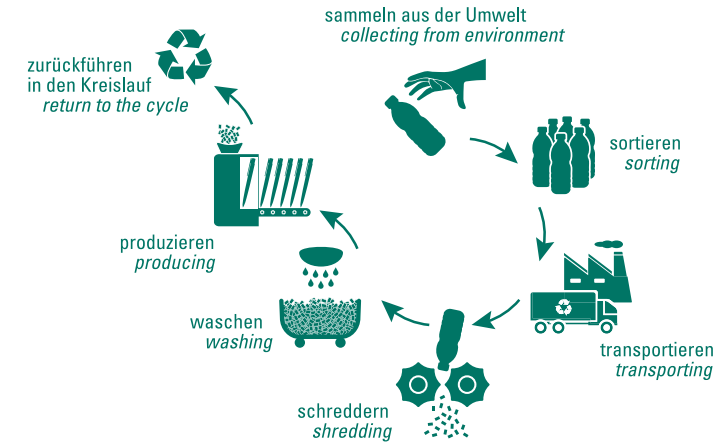 sammeln aus der Umwelt
collecting from environment
sortieren
sorting
transportieren
transporting
schreddern
shredding
waschen
washing
produzieren
producing
zurückführen
in den Kreislauf
return to the cycle